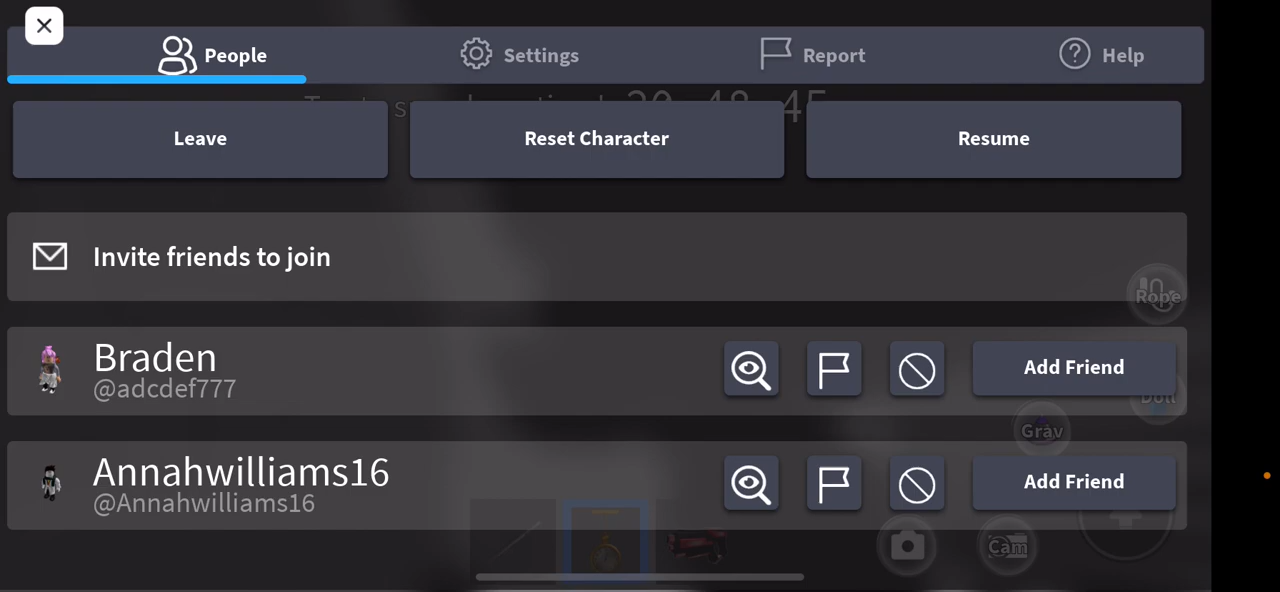 People
Settings
Report
Help
Leave
Reset Character
Resume
Invite friends to join
Rope
Braden
@adcdef777
Add Friend
Doll
Grav
Annahwilliams16
@Annahwilliams16
Add Friend
Cam